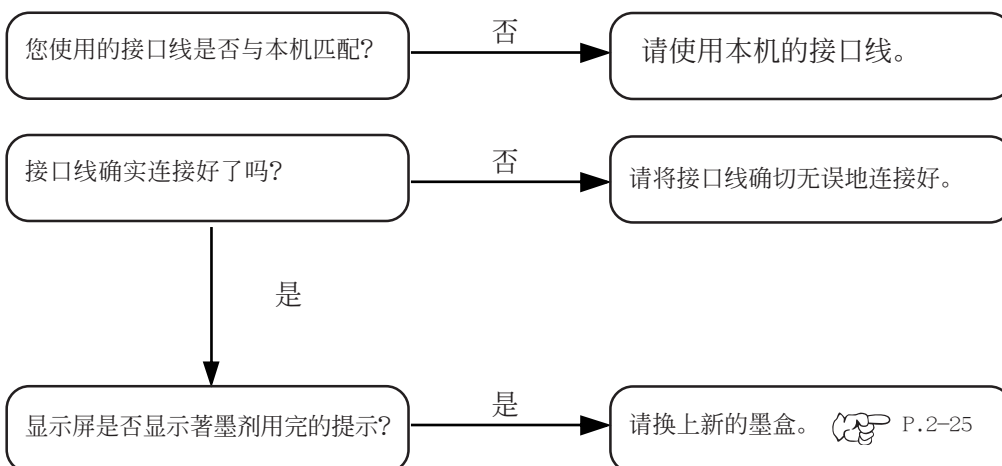 您使用的接口线是否与本机匹配?
否
请使用本机的接口线。
接口线确实连接好了吗?
否
请将接口线确切无误地连接好。
是
显示屏是否显示著墨剂用完的提示?
是
请换上新的墨盒。 P.2-25